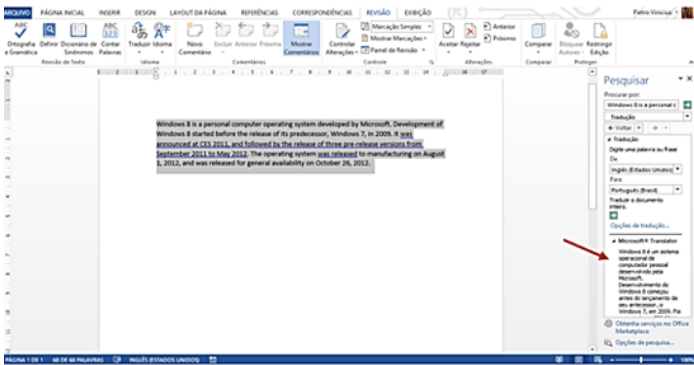 ARQUIVO PÁGINA INICIAL INSERIR DESIGN LAYOUT DA PÁGINA REFERÊNCIAS CORRESPONDÊNCIAS REVISÃO EXIBIÇÃO Pietro Vinicius
ABC Ortografia e Gramática
Definir
Dicionário de Sinônimos
ABC 123 Contar Palavras
Traduzir
Idioma
Novo Comentário
Excluir
Anterior
Próximo
Mostrar Comentários
Controlar Alterações
Marcação Simples
Mostrar Marcações
Painel de Revisão
Aceitar
Rejeitar
Anterior
Próximo
Comparar
Bloquear Autores
Restringir Edição
Revisão de Texto Idioma Comentários Controle Alterações Comparar Proteger
Windows 8 is a personal computer operating system developed by Microsoft. Development of
Windows 8 started before the release of its predecessor, Windows 7, in 2009. It was
announced at CES 2011, and followed by the release of three pre-release versions from
September 2011 to May 2012. The operating system was released to manufacturing on August
1, 2012, and was released for general availability on October 26, 2012.
Pesquisar
Procurar por:
Windows 8 is a personal c
Tradução
Voltar
Tradução
Digite uma palavra ou frase
De
Inglês (Estados Unidos)
Para
Português (Brasil)
Traduzir o documento
inteiro.
Opções de tradução...
Microsoft® Translator
Windows 8 é um sistema
operacional de
computador pessoal
desenvolvido pela
Microsoft.
Desenvolvimento do
Windows 8 começou
antes do lançamento de
seu antecessor, o
Windows 7, em 2009. Foi
Obtenha serviços no Office
Marketplace
Opções de pesquisa...
PÁGINA 1 DE 1 68 DE 68 PALAVRAS INGLÊS (ESTADOS UNIDOS) 100%